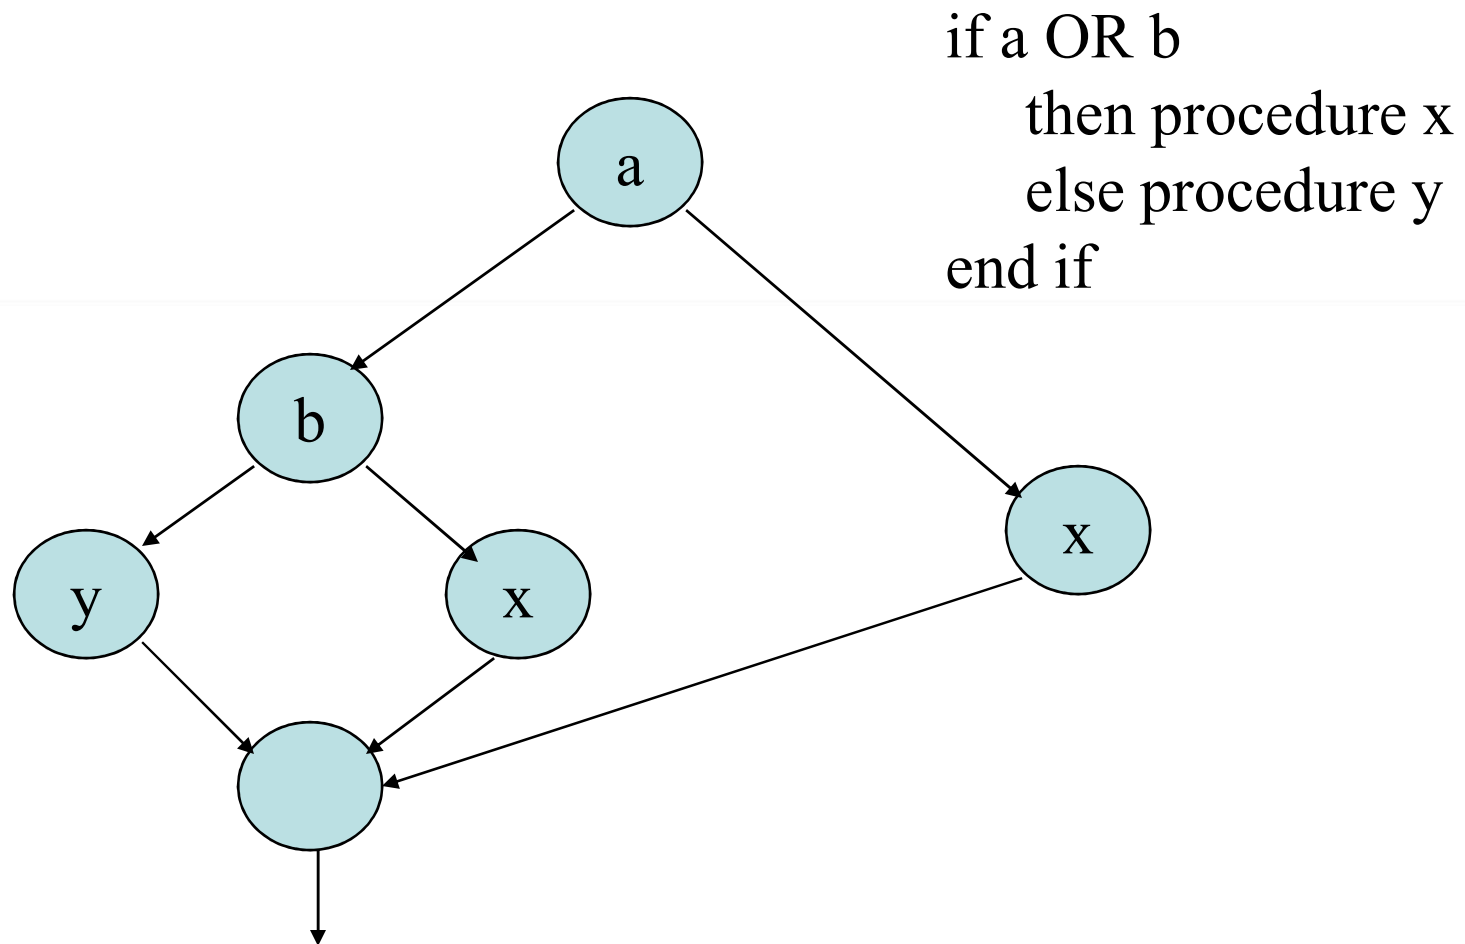 if a OR b
then procedure x
else procedure y
end if
a
b
x
y
x